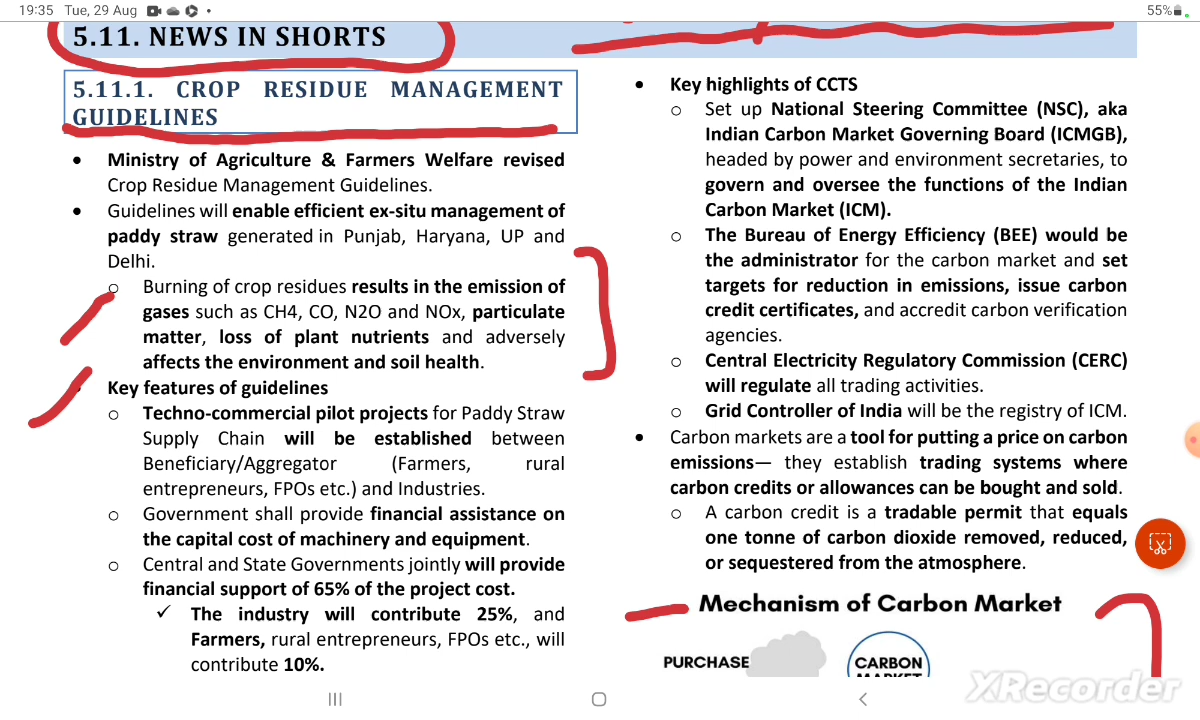 19:35 Tue, 29 Aug
55%
5.11. NEWS IN SHORTS
5.11.1. CROP RESIDUE MANAGEMENT
GUIDELINES
• Ministry of Agriculture & Farmers Welfare revised
Crop Residue Management Guidelines.
• Guidelines will enable efficient ex-situ management of
paddy straw generated in Punjab, Haryana, UP and
Delhi.
o Burning of crop residues results in the emission of
gases such as CH4, CO, N2O and NOx, particulate
matter, loss of plant nutrients and adversely
affects the environment and soil health.
Key features of guidelines
o Techno-commercial pilot projects for Paddy Straw
Supply Chain will be established between
Beneficiary/Aggregator (Farmers, rural
entrepreneurs, FPOs etc.) and Industries.
o Government shall provide financial assistance on
the capital cost of machinery and equipment.
o Central and State Governments jointly will provide
financial support of 65% of the project cost.
✓ The industry will contribute 25%, and
Farmers, rural entrepreneurs, FPOs etc., will
contribute 10%.
• Key highlights of CCTS
o Set up National Steering Committee (NSC), aka
Indian Carbon Market Governing Board (ICMGB),
headed by power and environment secretaries, to
govern and oversee the functions of the Indian
Carbon Market (ICM).
o The Bureau of Energy Efficiency (BEE) would be
the administrator for the carbon market and set
targets for reduction in emissions, issue carbon
credit certificates, and accredit carbon verification
agencies.
o Central Electricity Regulatory Commission (CERC)
will regulate all trading activities.
o Grid Controller of India will be the registry of ICM.
• Carbon markets are a tool for putting a price on carbon
emissions— they establish trading systems where
carbon credits or allowances can be bought and sold.
o A carbon credit is a tradable permit that equals
one tonne of carbon dioxide removed, reduced,
or sequestered from the atmosphere.
Mechanism of Carbon Market
PURCHASE
CARBON
MARKET
XRecorder